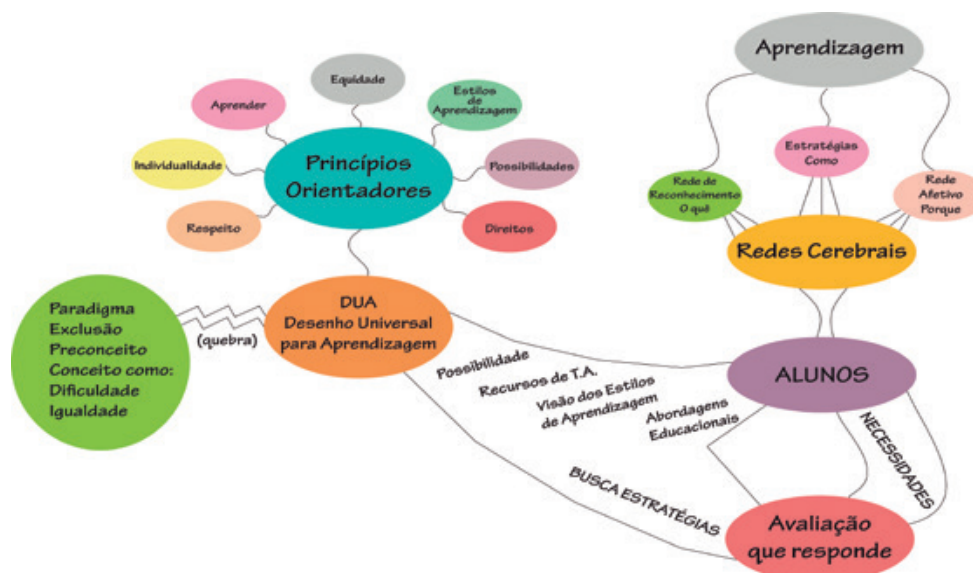 Aprendizagem
Equidade
Aprender
Estilos
de
Aprendizagem
Individualidade
Princípios
Orientadores
Possibilidades
Respeito
Direitos
Estratégias
Como
Rede de
Reconhecimento
O quê
Rede
Afetivo
Porque
Redes Cerebrais
Paradigma
Exclusão
Preconceito
Conceito como:
Dificuldade
Igualdade
(quebra)
DUA
Desenho Universal
para Aprendizagem
Possibilidade
Recursos de T.A.
Visão dos Estilos
de Aprendizagem
Abordagens
Educacionais
ALUNOS
NECESSIDADES
BUSCA ESTRATÉGIAS
Avaliação
que responde